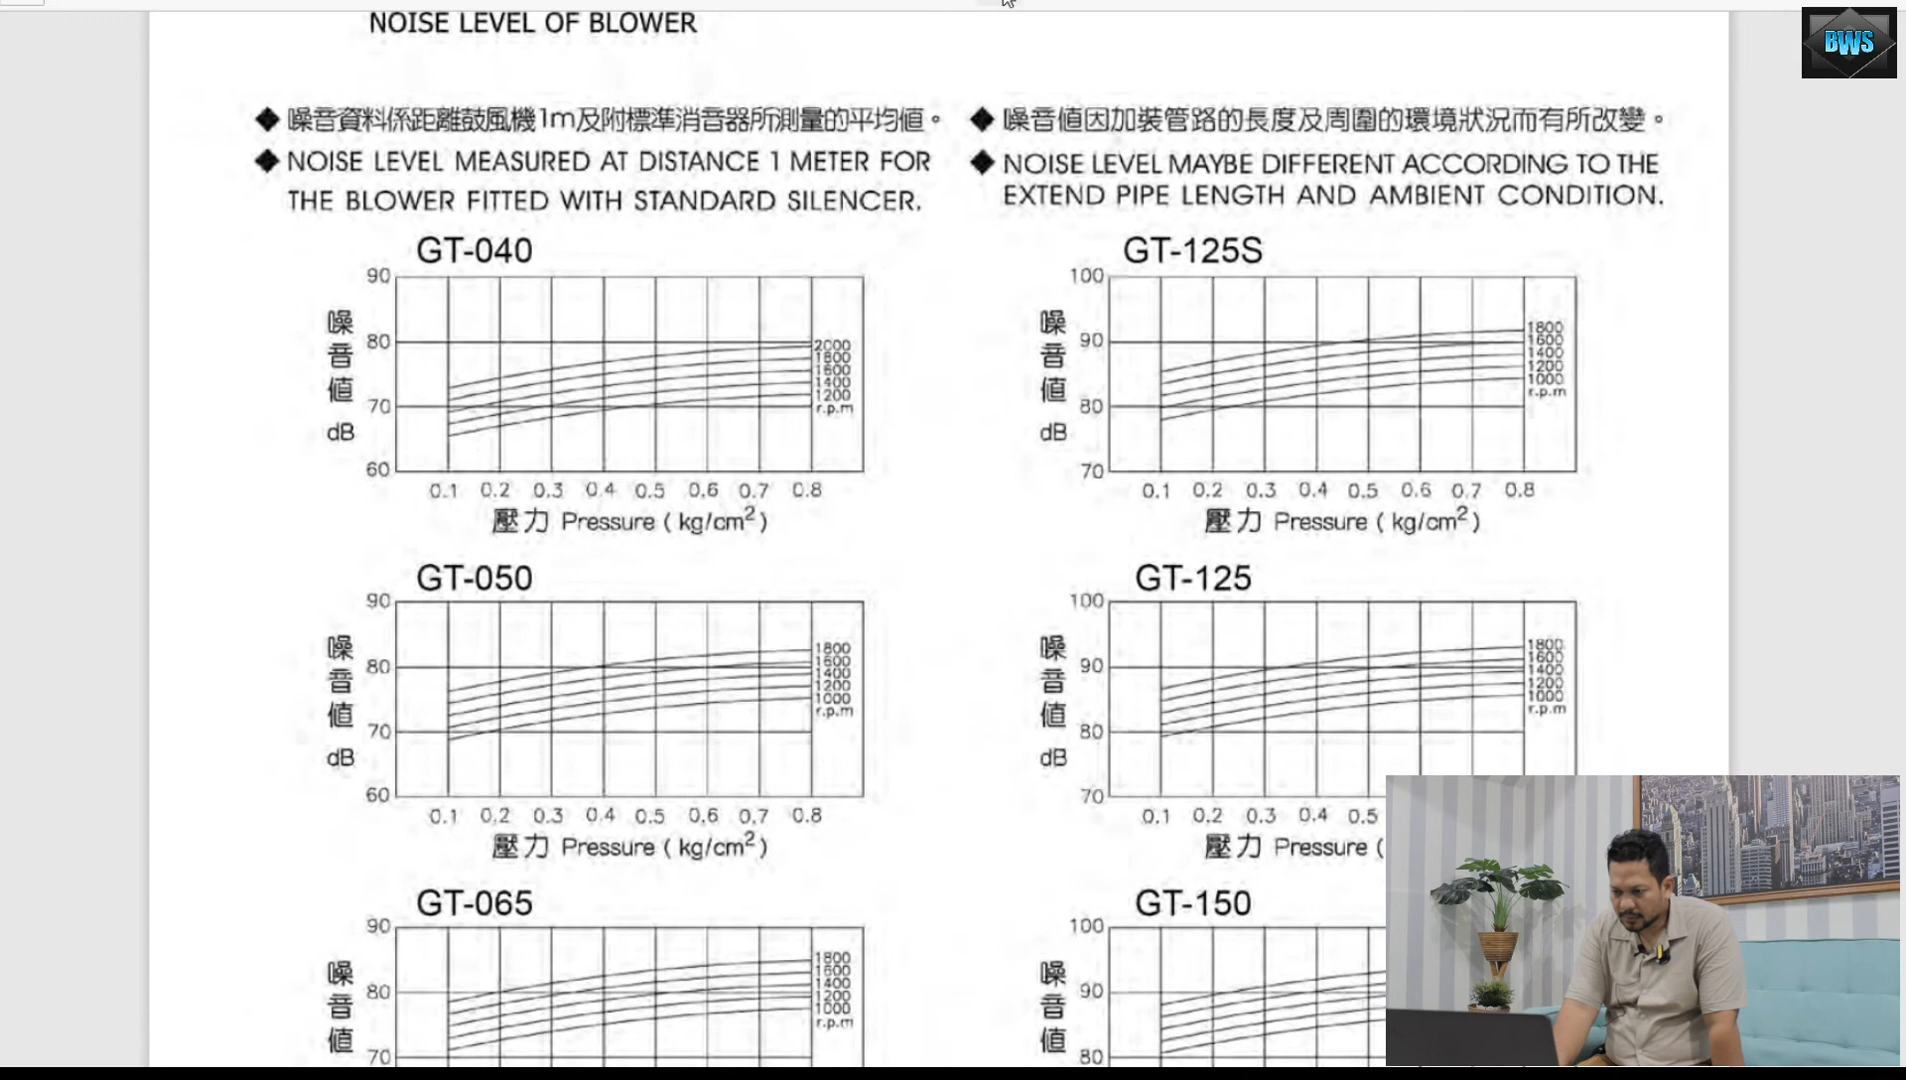 NOISE LEVEL OF BLOWER
BWS
◆ 噪音資料係距離鼓風機1m及附標準消音器所測量的平均值。
◆ NOISE LEVEL MEASURED AT DISTANCE 1 METER FOR
THE BLOWER FITTED WITH STANDARD SILENCER.
◆ 噪音值因加裝管路的長度及周圍的環境狀況而有所改變。
◆ NOISE LEVEL MAYBE DIFFERENT ACCORDING TO THE
EXTEND PIPE LENGTH AND AMBIENT CONDITION.
GT-040
90
80
70
60
噪音值 dB
2000
1800
1600
1400
1200
r.p.m
0.1 0.2 0.3 0.4 0.5 0.6 0.7 0.8
壓力 Pressure ( kg/cm² )
GT-125S
100
90
80
70
噪音值 dB
1800
1600
1400
1200
1000
r.p.m
0.1 0.2 0.3 0.4 0.5 0.6 0.7 0.8
壓力 Pressure ( kg/cm² )
GT-050
90
80
70
60
噪音值 dB
1800
1600
1400
1200
1000
r.p.m
0.1 0.2 0.3 0.4 0.5 0.6 0.7 0.8
壓力 Pressure ( kg/cm² )
GT-125
100
90
80
70
噪音值 dB
1800
1600
1400
1200
1000
r.p.m
0.1 0.2 0.3 0.4 0.5
壓力 Pressure (
GT-065
90
80
70
噪音值
1800
1600
1400
1200
1000
r.p.m
GT-150
100
90
80
噪音值